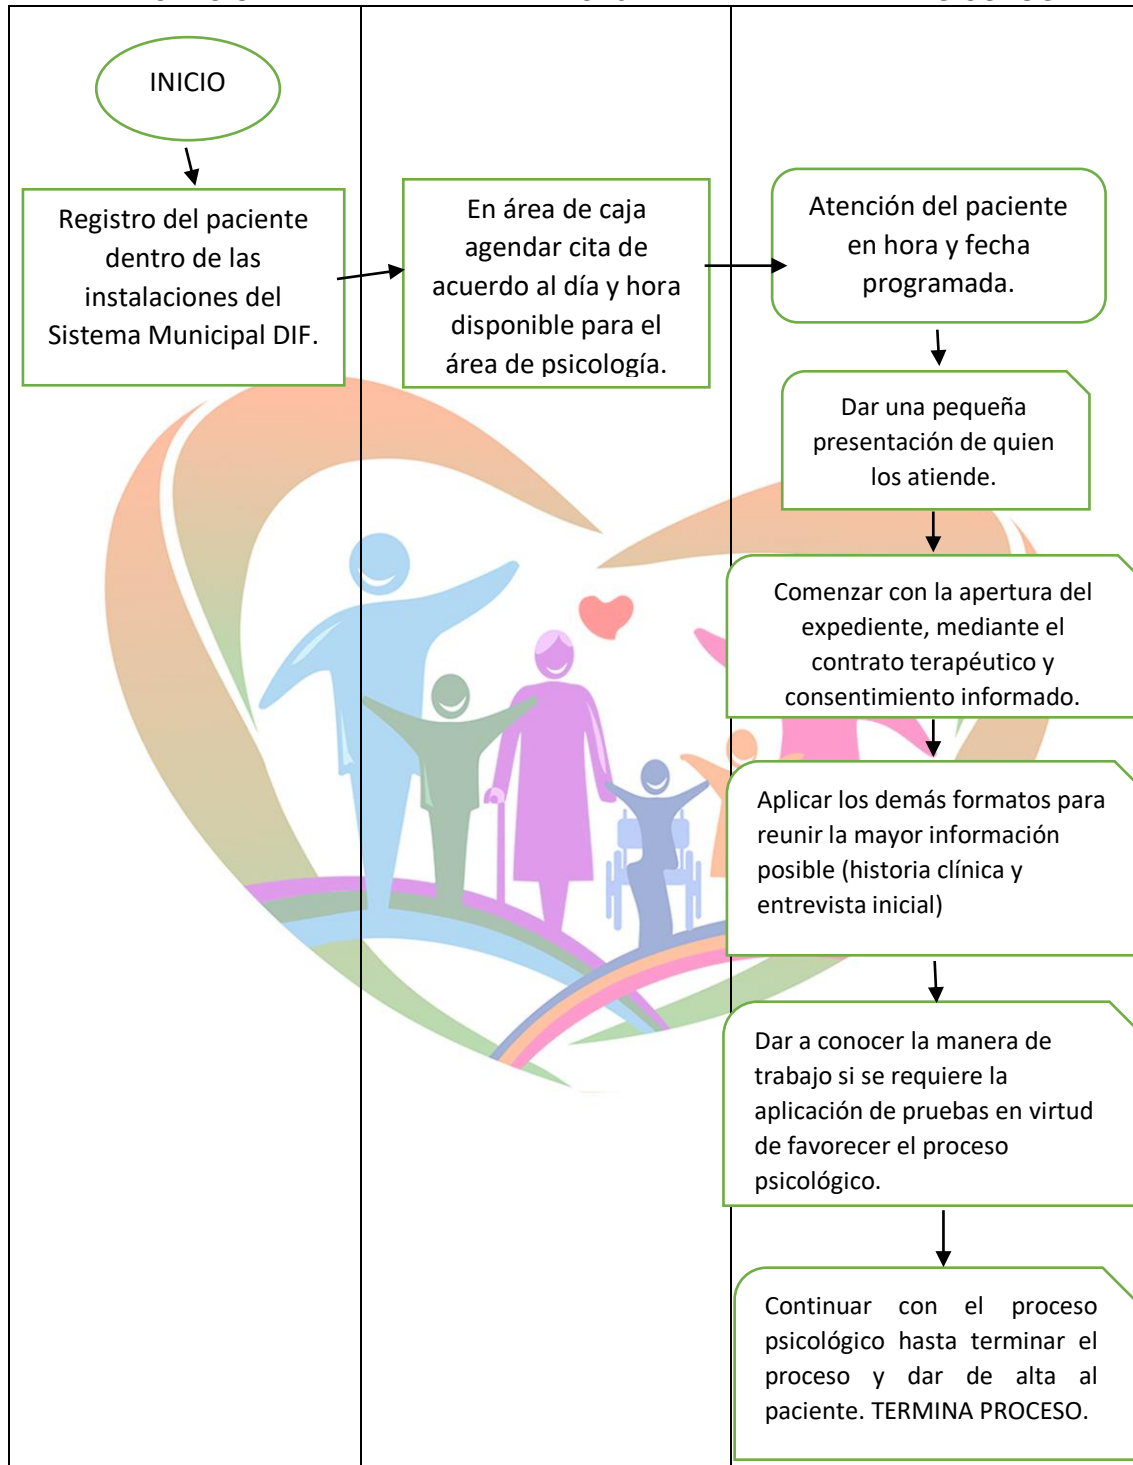 INICIO
Registro del paciente
dentro de las
instalaciones del
Sistema Municipal DIF.
En área de caja
agendar cita de
acuerdo al día y hora
disponible para el
área de psicología.
Atención del paciente
en hora y fecha
programada.
Dar una pequeña
presentación de quien
los atiende.
Comenzar con la apertura del
expediente, mediante el
contrato terapéutico y
consentimiento informado.
Aplicar los demás formatos para
reunir la mayor información
posible (historia clínica y
entrevista inicial)
Dar a conocer la manera de
trabajo si se requiere la
aplicación de pruebas en virtud
de favorecer el proceso
psicológico.
Continuar con el proceso
psicológico hasta terminar el
proceso y dar de alta al
paciente. TERMINA PROCESO.